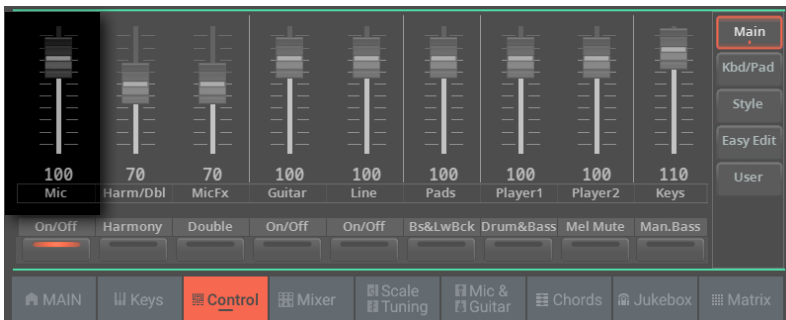 Main
Kbd/Pad
Style
Easy Edit
User
100 70 70 100 100 100 100 100 110
Mic Harm/Dbl MicFx Guitar Line Pads Player1 Player2 Keys
On/Off Harmony Double On/Off On/Off Bs&LwBck Drum&Bass Mel Mute Man.Bass
MAIN Keys Control Mixer Scale Tuning Mic & Guitar Chords Jukebox Matrix